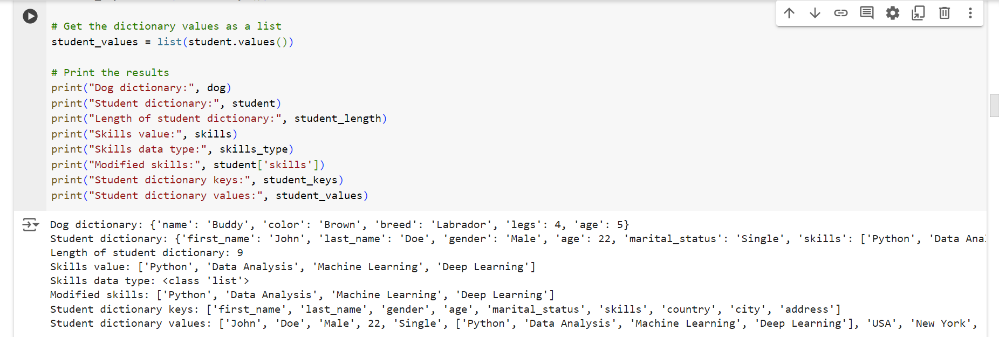 # Get the dictionary values as a list
student_values = list(student.values())
# Print the results
print("Dog dictionary:", dog)
print("Student dictionary:", student)
print("Length of student dictionary:", student_length)
print("Skills value:", skills)
print("Skills data type:", skills_type)
print("Modified skills:", student['skills'])
print("Student dictionary keys:", student_keys)
print("Student dictionary values:", student_values)
Dog dictionary: {'name': 'Buddy', 'color': 'Brown', 'breed': 'Labrador', 'legs': 4, 'age': 5}
Student dictionary: {'first_name': 'John', 'last_name': 'Doe', 'gender': 'Male', 'age': 22, 'marital_status': 'Single', 'skills': ['Python', 'Data Anal
Length of student dictionary: 9
Skills value: ['Python', 'Data Analysis', 'Machine Learning', 'Deep Learning']
Skills data type: <class 'list'>
Modified skills: ['Python', 'Data Analysis', 'Machine Learning', 'Deep Learning']
Student dictionary keys: ['first_name', 'last_name', 'gender', 'age', 'marital_status', 'skills', 'country', 'city', 'address']
Student dictionary values: ['John', 'Doe', 'Male', 22, 'Single', ['Python', 'Data Analysis', 'Machine Learning', 'Deep Learning'], 'USA', 'New York',